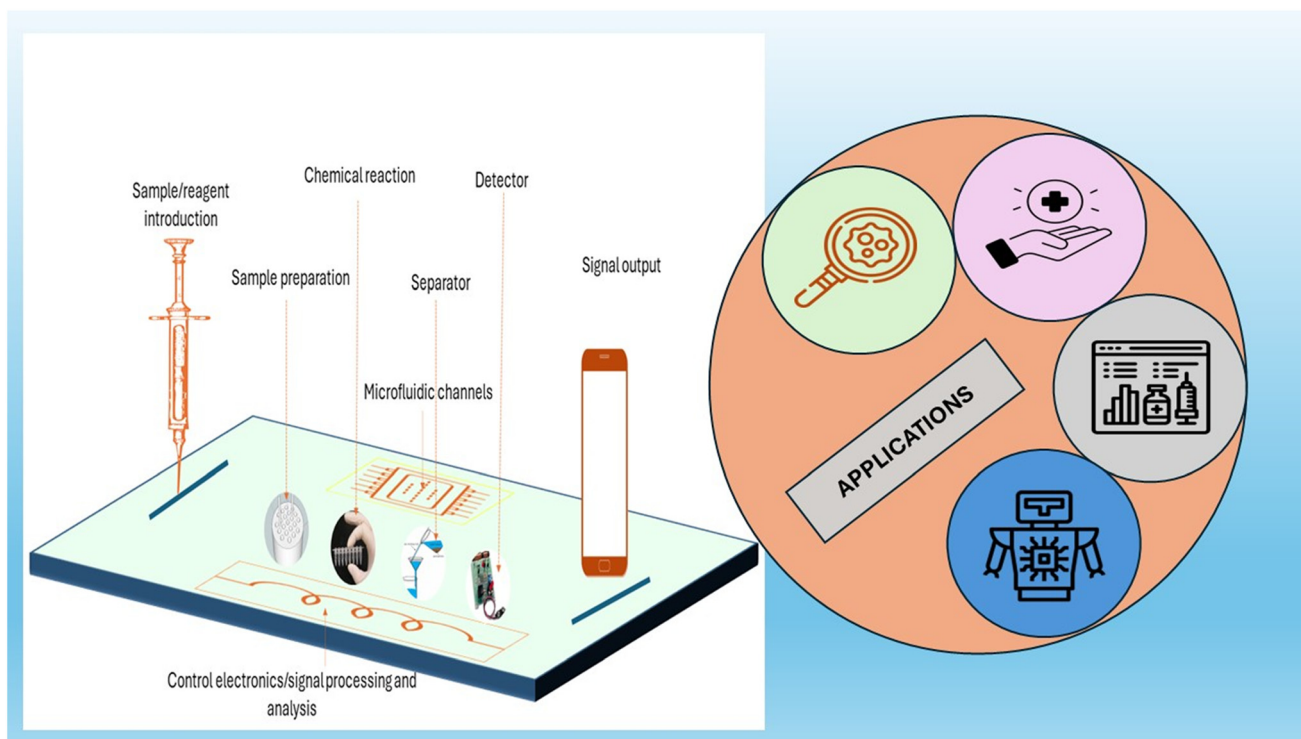 Sample/reagent
introduction
Chemical reaction
Detector
Sample preparation
Separator
Signal output
Microfluidic channels
Control electronics/signal processing and
analysis
APPLICATIONS